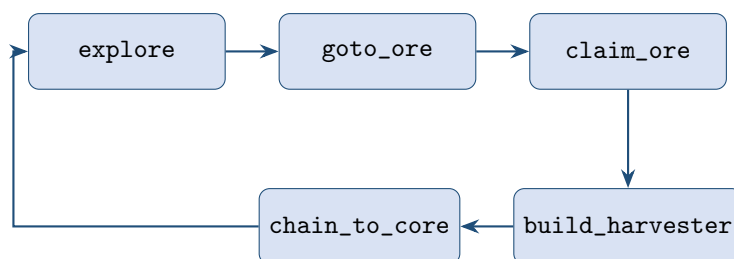 explore
goto_ore
claim_ore
chain_to_core
build_harvester